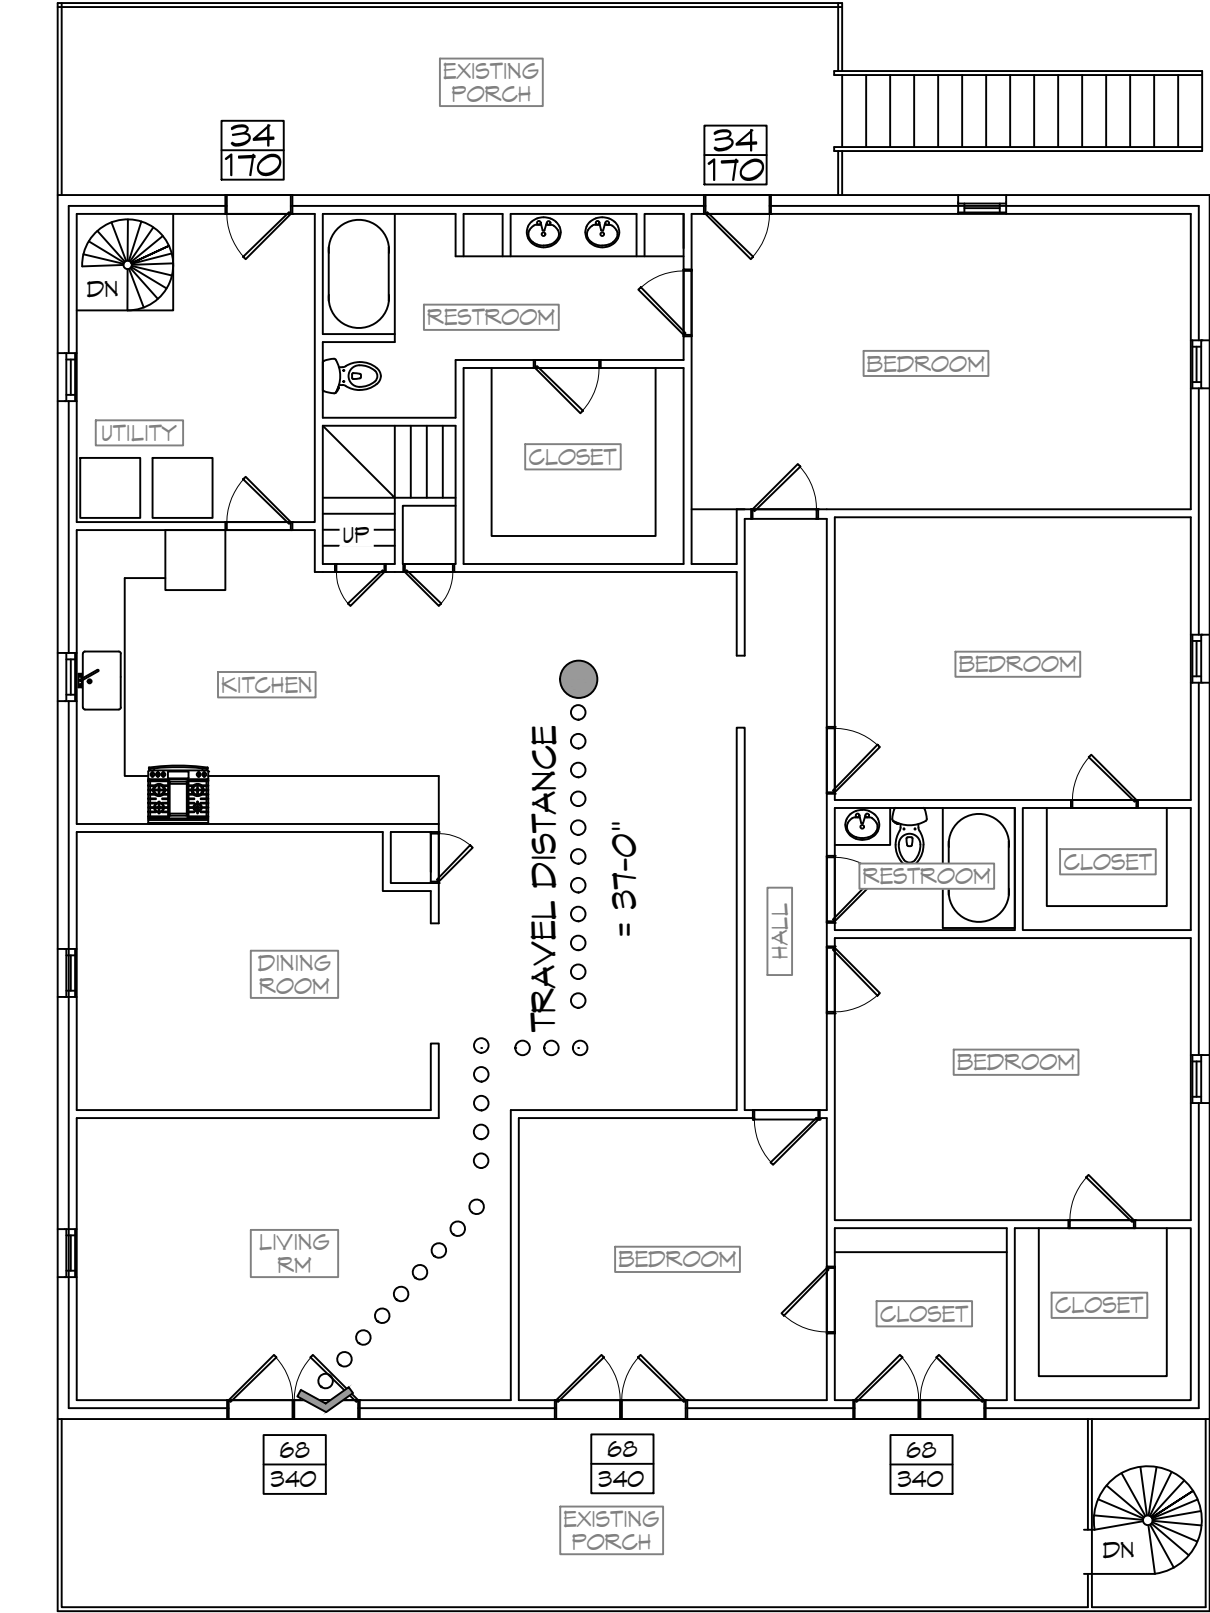 EXISTING
PORCH
34
170
34
170
DN
RESTROOM
BEDROOM
UTILITY
CLOSET
UP
KITCHEN
BEDROOM
TRAVEL DISTANCE
= 37'-0"
RESTROOM
CLOSET
HALL
DINING
ROOM
BEDROOM
LIVING
RM
BEDROOM
CLOSET
CLOSET
68
340
68
340
68
340
EXISTING
PORCH
DN